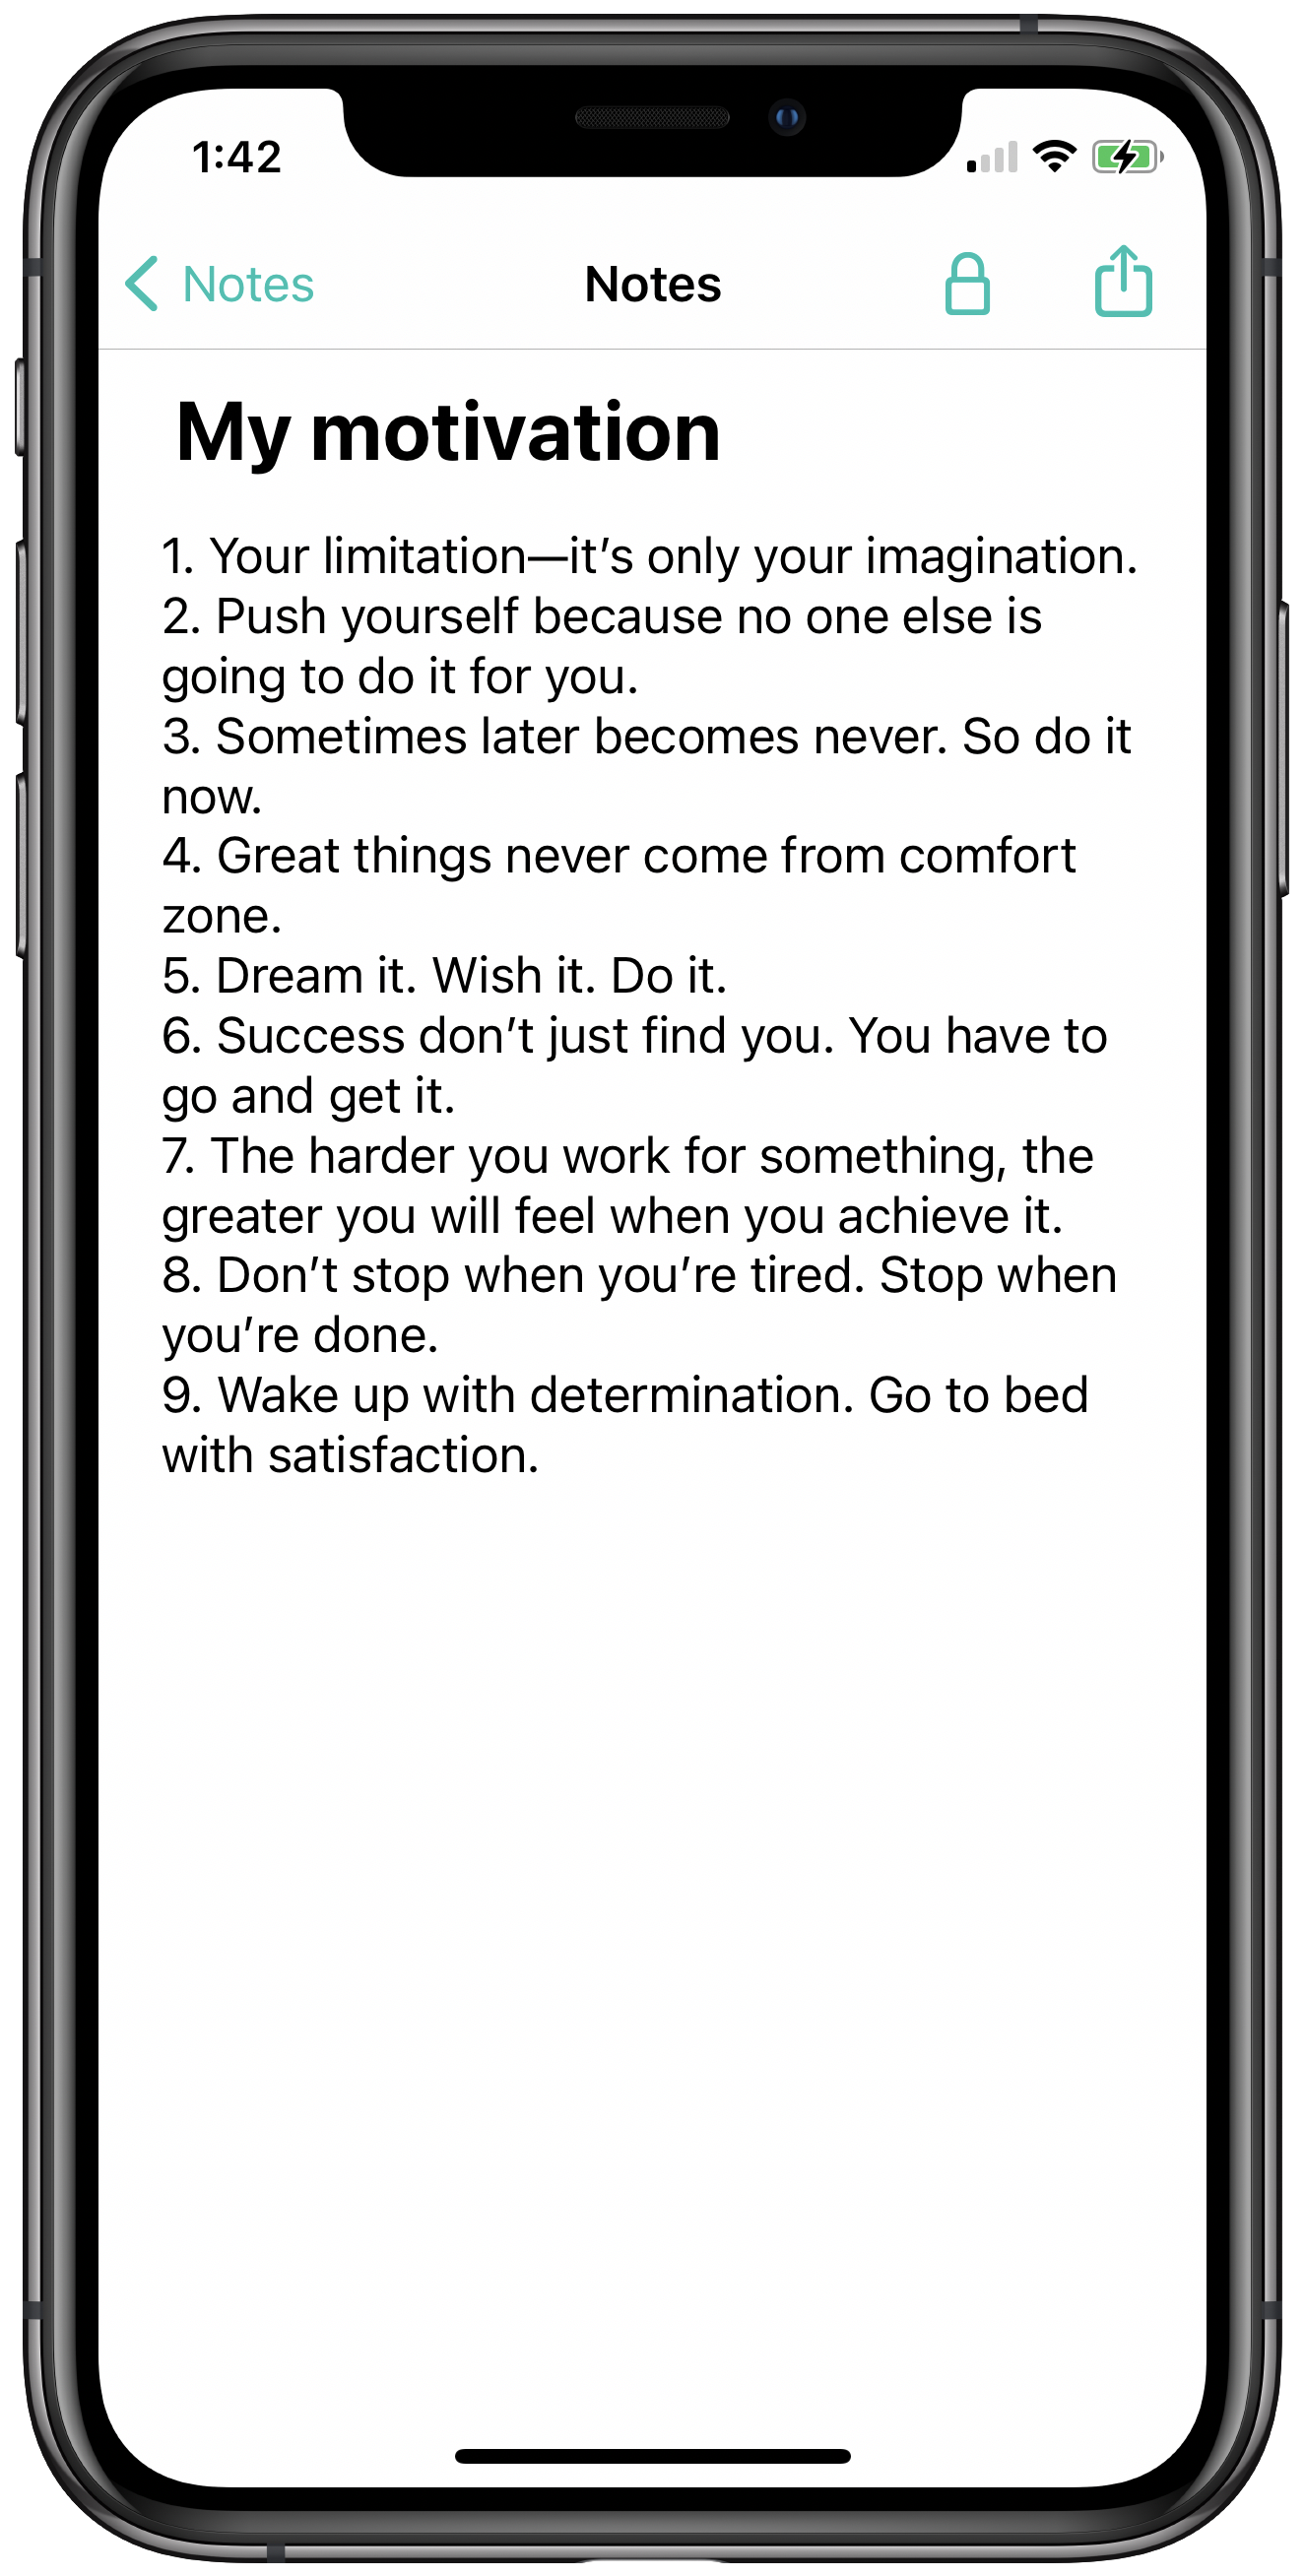 1:42
Notes Notes
My motivation
1. Your limitation—it’s only your imagination.
2. Push yourself because no one else is
going to do it for you.
3. Sometimes later becomes never. So do it
now.
4. Great things never come from comfort
zone.
5. Dream it. Wish it. Do it.
6. Success don’t just find you. You have to
go and get it.
7. The harder you work for something, the
greater you will feel when you achieve it.
8. Don’t stop when you’re tired. Stop when
you’re done.
9. Wake up with determination. Go to bed
with satisfaction.